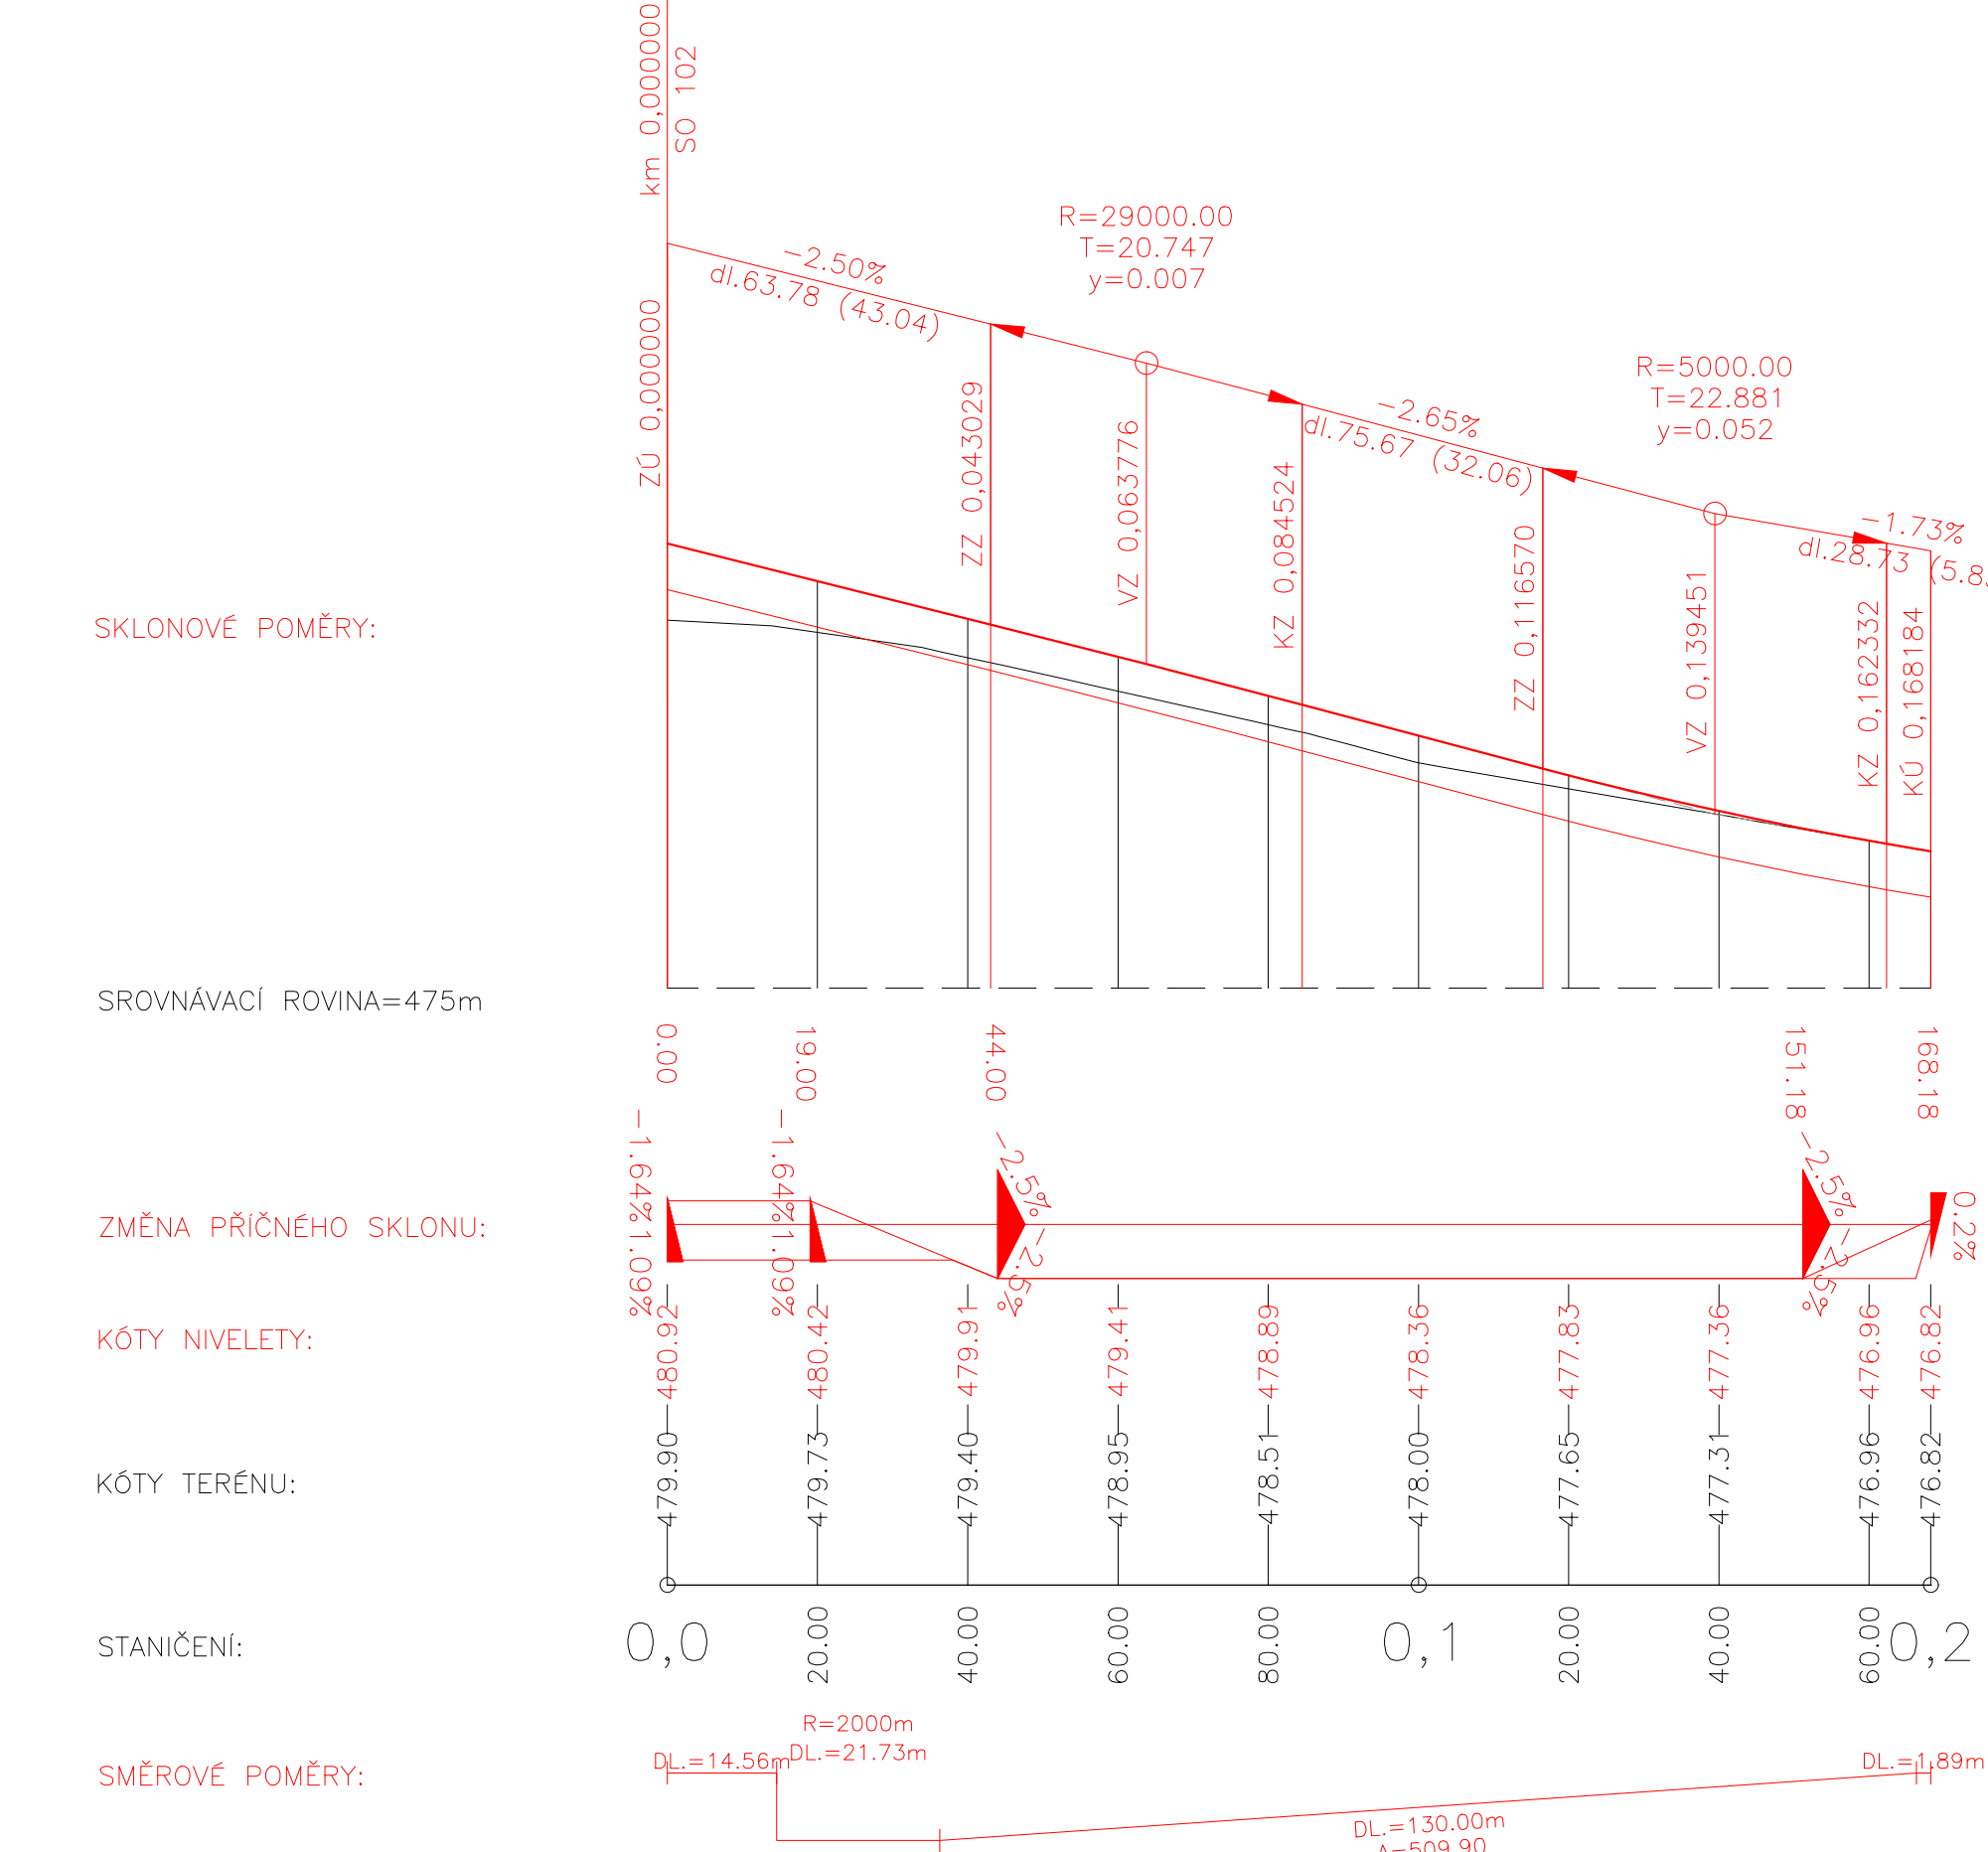 km 0,000000
SO 102
R=29000.00
T=20.747
y=0.007
-2.50%
dl.63.78 (43.04)
R=5000.00
T=22.881
y=0.052
-2.65%
dl.75.67 (32.06)
-1.73%
dl.28.73 (5.8
ZÚ 0,000000
ZZ 0,043029
VZ 0,063776
KZ 0,084524
ZZ 0,116570
VZ 0,139451
KZ 0,162332
KÚ 0,168184
SKLONOVÉ POMĚRY:
SROVNÁVACÍ ROVINA=475m
0.00
19.00
44.00
151.18
168.18
ZMĚNA PŘÍČNÉHO SKLONU:
-1.64%
1.09%
-1.64%
1.09%
-2.5%
-2.5%
-2.5%
-2.5%
0.2%
KÓTY NIVELETY:
480.92
480.42
479.91
479.41
478.89
478.36
477.83
477.36
476.96
476.82
KÓTY TERÉNU:
479.90
479.73
479.40
478.95
478.51
478.00
477.65
477.31
476.96
476.82
STANIČENÍ:
0,0
20.00
40.00
60.00
80.00
0,1
20.00
40.00
60.00
0,2
SMĚROVÉ POMĚRY:
DL.=14.56m
R=2000m
DL.=21.73m
DL.=130.00m
A=509.90
DL.=1.89m